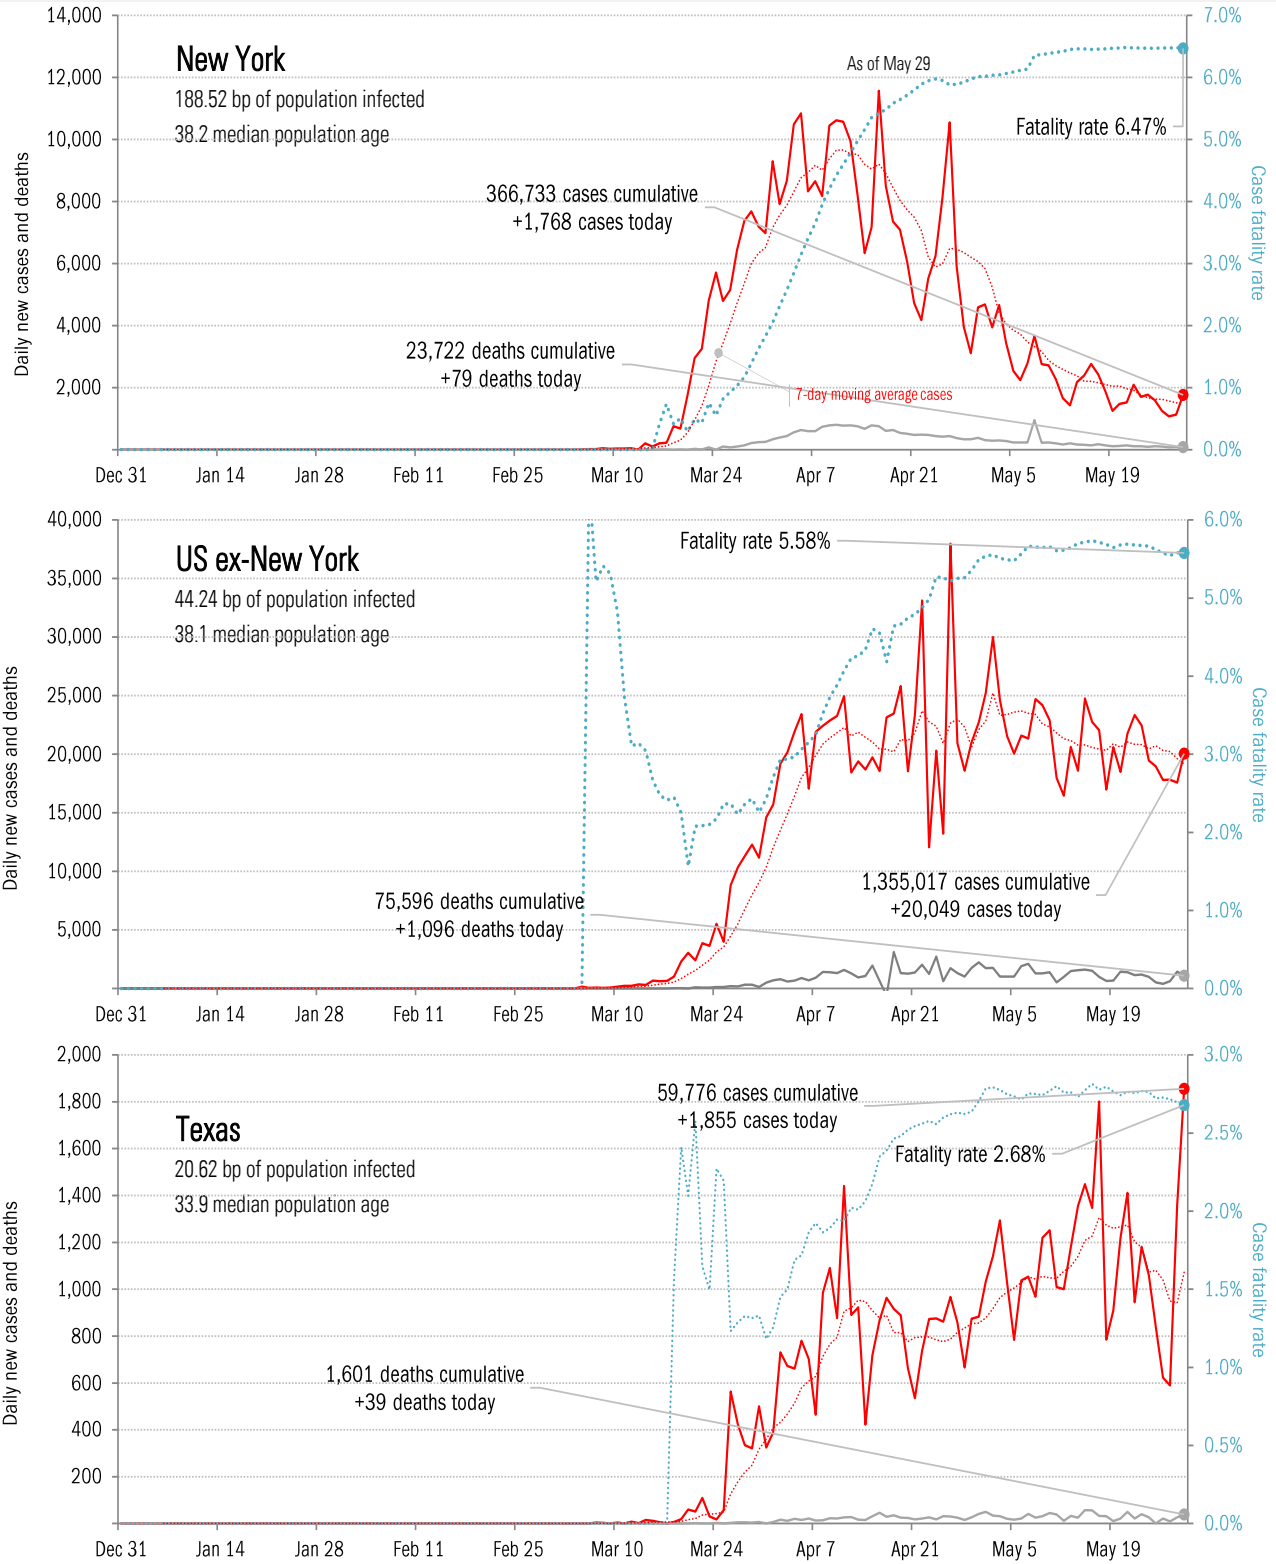 14,000
7.0%
New York
As of May 29
12,000
6.0%
188.52 bp of population infected
Fatality rate 6.47%
38.2 median population age
10,000
5.0%
366,733 cases cumulative
+1,768 cases today
8,000
4.0%
6,000
3.0%
4,000
2.0%
23,722 deaths cumulative
+79 deaths today
7-day moving average cases
2,000
1.0%
0.0%
Daily new cases and deaths
Case fatality rate
Dec 31 Jan 14 Jan 28 Feb 11 Feb 25 Mar 10 Mar 24 Apr 7 Apr 21 May 5 May 19
40,000
6.0%
Fatality rate 5.58%
US ex-New York
35,000
44.24 bp of population infected
5.0%
38.1 median population age
30,000
25,000
4.0%
20,000
3.0%
15,000
2.0%
10,000
1,355,017 cases cumulative
+20,049 cases today
75,596 deaths cumulative
+1,096 deaths today
1.0%
5,000
0.0%
Daily new cases and deaths
Case fatality rate
Dec 31 Jan 14 Jan 28 Feb 11 Feb 25 Mar 10 Mar 24 Apr 7 Apr 21 May 5 May 19
2,000
3.0%
59,776 cases cumulative
+1,855 cases today
1,800
Texas
2.5%
Fatality rate 2.68%
1,600
20.62 bp of population infected
33.9 median population age
1,400
2.0%
1,200
1,000
1.5%
800
1.0%
1,601 deaths cumulative
+39 deaths today
600
400
0.5%
200
0.0%
Daily new cases and deaths
Case fatality rate
Dec 31 Jan 14 Jan 28 Feb 11 Feb 25 Mar 10 Mar 24 Apr 7 Apr 21 May 5 May 19